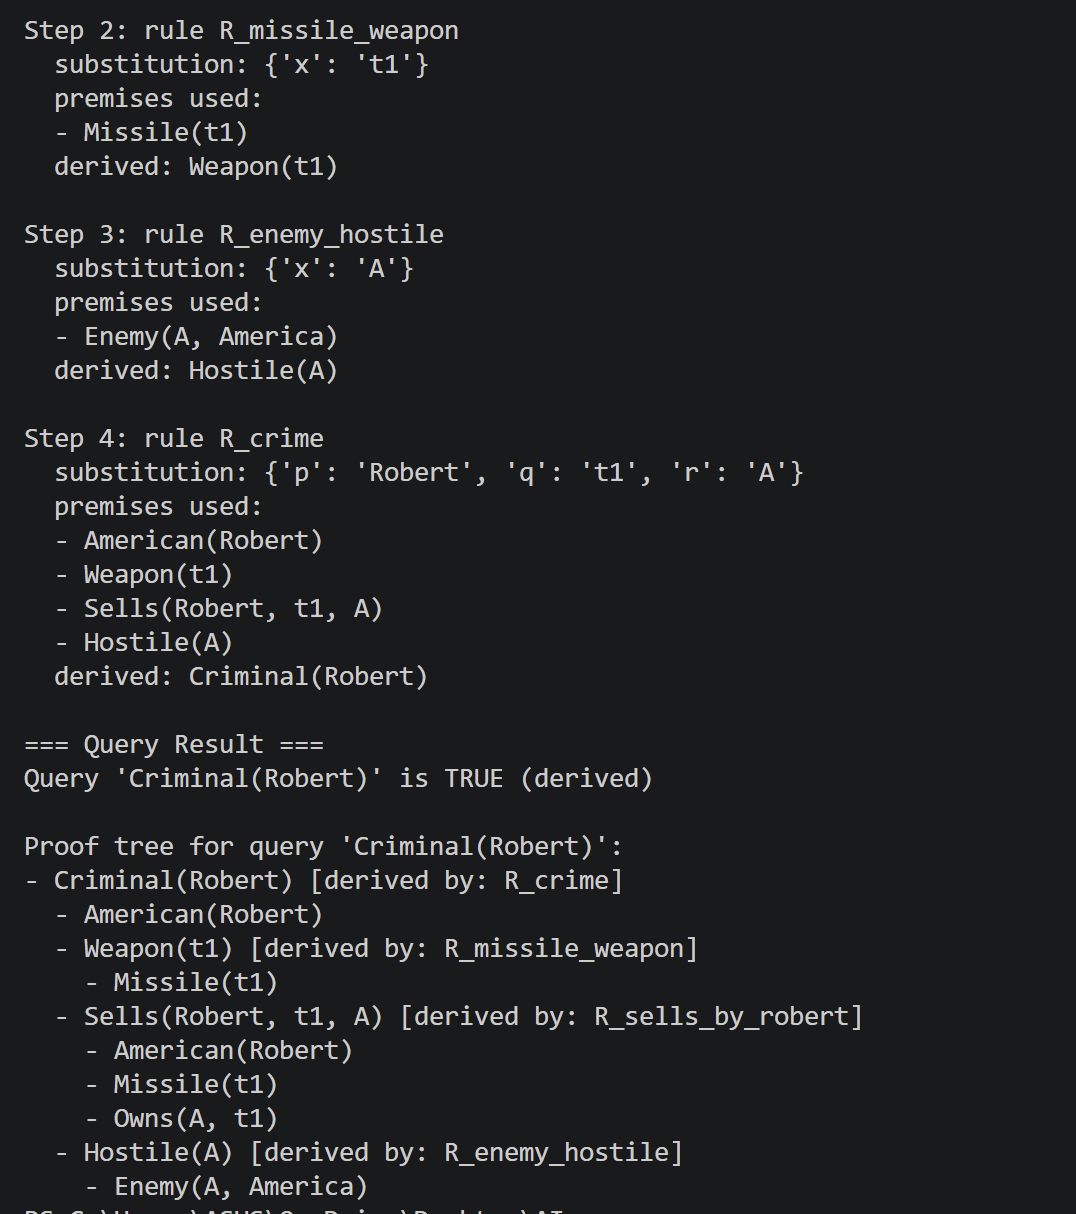 Step 2: rule R_missile_weapon
  substitution: {'x': 't1'}
  premises used:
  - Missile(t1)
  derived: Weapon(t1)

Step 3: rule R_enemy_hostile
  substitution: {'x': 'A'}
  premises used:
  - Enemy(A, America)
  derived: Hostile(A)

Step 4: rule R_crime
  substitution: {'p': 'Robert', 'q': 't1', 'r': 'A'}
  premises used:
  - American(Robert)
  - Weapon(t1)
  - Sells(Robert, t1, A)
  - Hostile(A)
  derived: Criminal(Robert)

=== Query Result ===
Query 'Criminal(Robert)' is TRUE (derived)

Proof tree for query 'Criminal(Robert)':
- Criminal(Robert) [derived by: R_crime]
  - American(Robert)
  - Weapon(t1) [derived by: R_missile_weapon]
    - Missile(t1)
  - Sells(Robert, t1, A) [derived by: R_sells_by_robert]
    - American(Robert)
    - Missile(t1)
    - Owns(A, t1)
  - Hostile(A) [derived by: R_enemy_hostile]
    - Enemy(A, America)